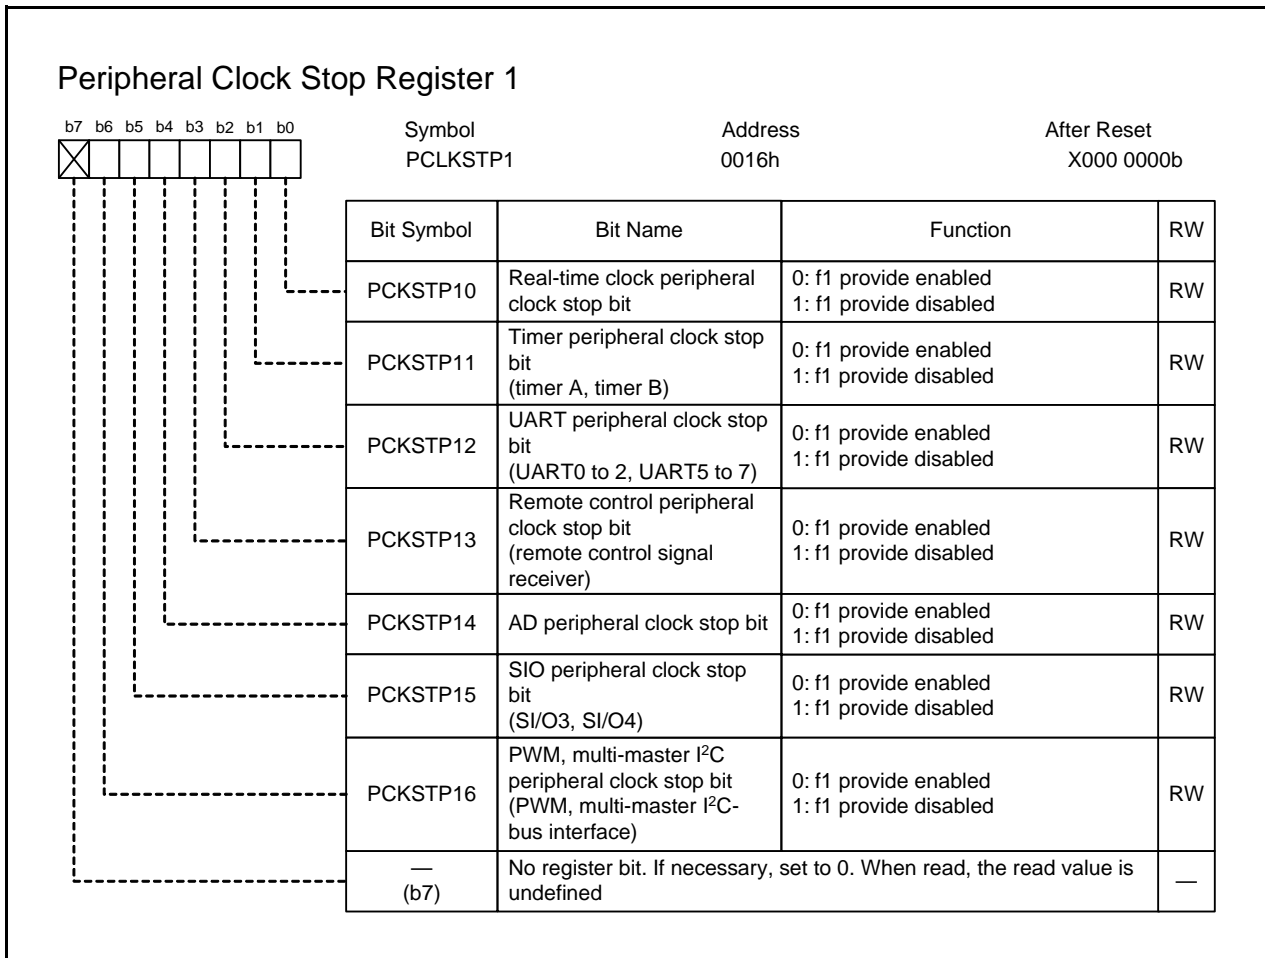 Peripheral Clock Stop Register 1
b7 b6 b5 b4 b3 b2 b1 b0
Symbol Address After Reset
PCLKSTP1 0016h X000 0000b
Bit Symbol Bit Name Function RW
PCKSTP10
Real-time clock peripheral
clock stop bit
0: f1 provide enabled
1: f1 provide disabled
RW
PCKSTP11
Timer peripheral clock stop
bit
(timer A, timer B)
0: f1 provide enabled
1: f1 provide disabled
RW
PCKSTP12
UART peripheral clock stop
bit
(UART0 to 2, UART5 to 7)
0: f1 provide enabled
1: f1 provide disabled
RW
PCKSTP13
Remote control peripheral
clock stop bit
(remote control signal
receiver)
0: f1 provide enabled
1: f1 provide disabled
RW
PCKSTP14
AD peripheral clock stop bit
0: f1 provide enabled
1: f1 provide disabled
RW
PCKSTP15
SIO peripheral clock stop
bit
(SI/O3, SI/O4)
0: f1 provide enabled
1: f1 provide disabled
RW
PCKSTP16
PWM, multi-master I²C
peripheral clock stop bit
(PWM, multi-master I²C-
bus interface)
0: f1 provide enabled
1: f1 provide disabled
RW
—
(b7)
No register bit. If necessary, set to 0. When read, the read value is
undefined
—